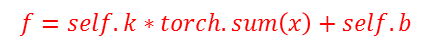 f = self.k * torch.sum(x) + self.b